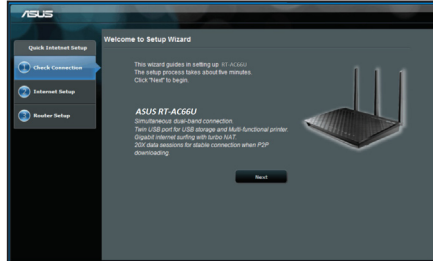 ASUS
Quick Internet Setup
1 Check Connection
2 Internet Setup
3 Router Setup
Welcome to Setup Wizard
This wizard guides in setting up RT-AC66U
The setup process takes about five minutes.
Click "Next" to begin.
ASUS RT-AC66U
Simultaneous dual-band connection.
Twin USB port for USB storage and Multi-functional printer.
Gigabit internet surfing with turbo NAT.
20X data sessions for stable connection when P2P
downloading.
Next